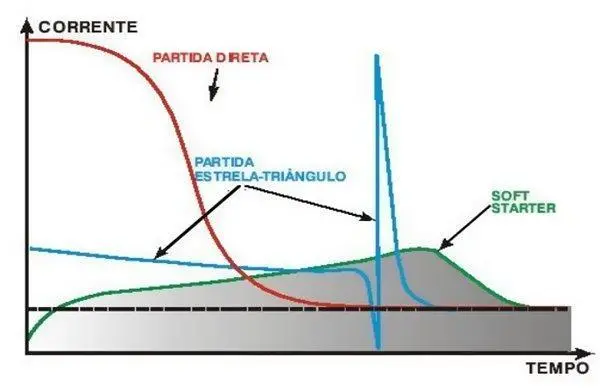 CORRENTE
PARTIDA DIRETA
PARTIDA
ESTRELA-TRIÂNGULO
SOFT
STARTER
TEMPO